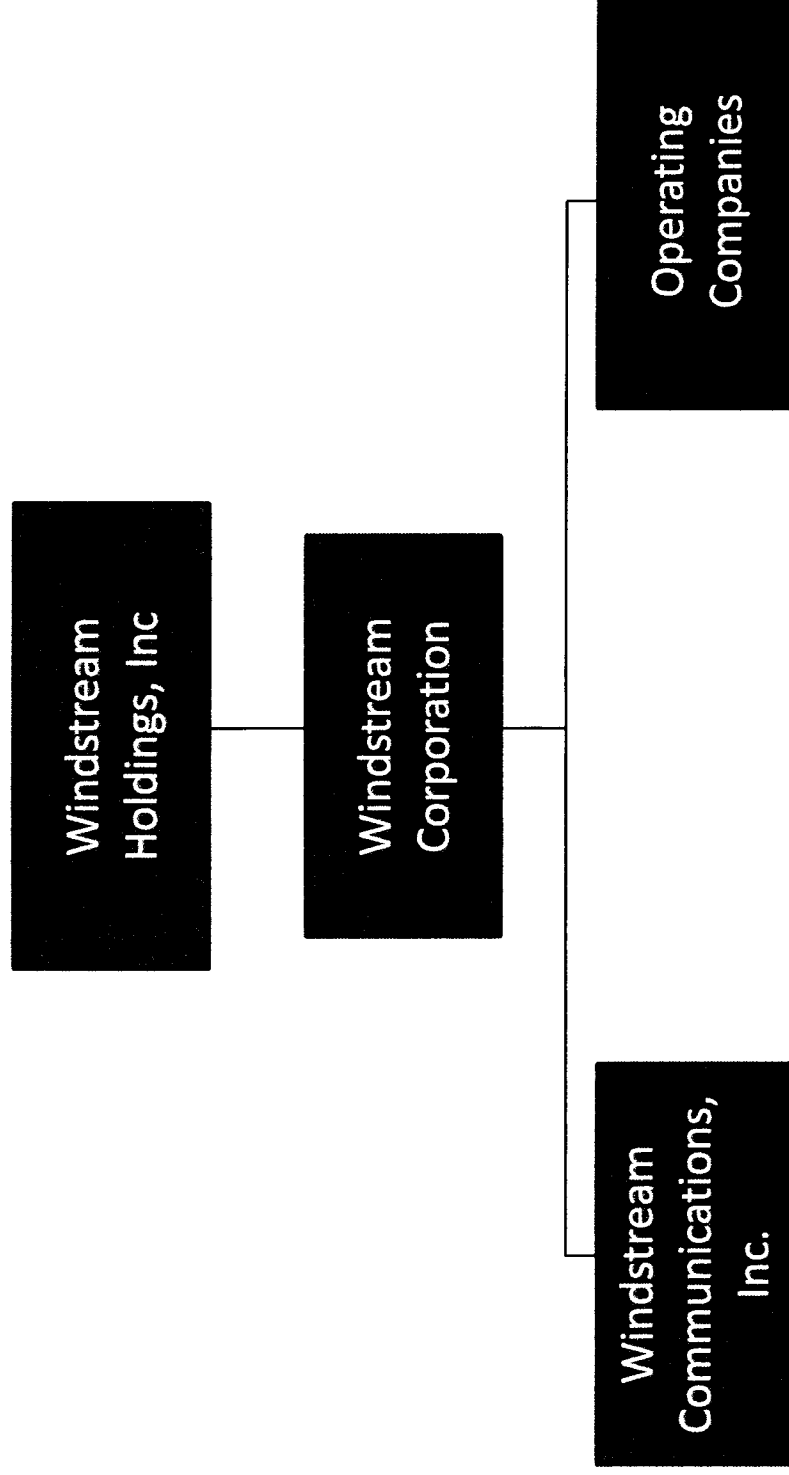 Windstream
Holdings, Inc
Windstream
Corporation
Windstream
Communications,
Inc.
Operating
Companies